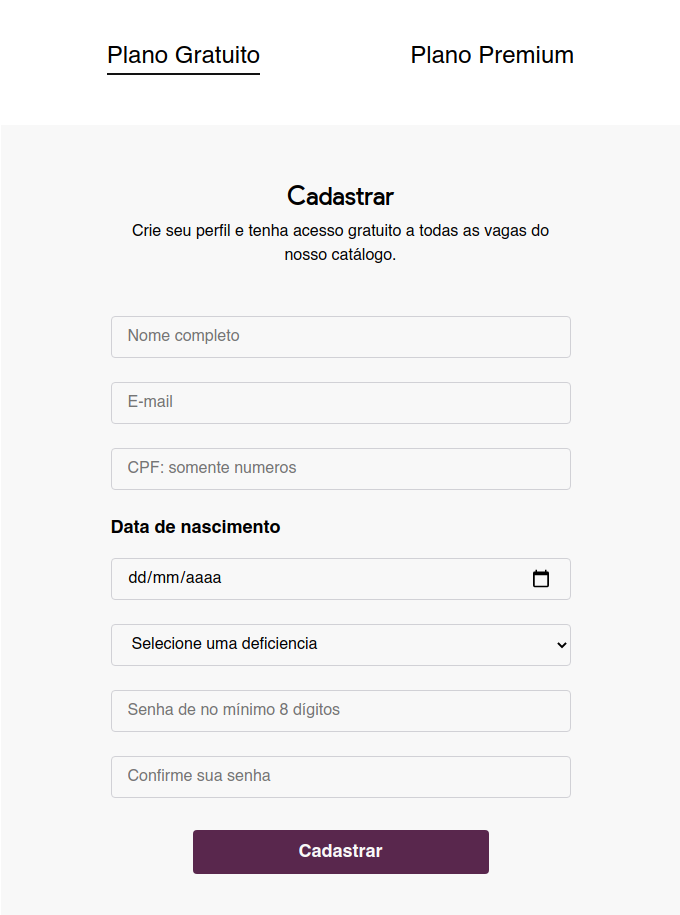 Plano Gratuito
Plano Premium
Cadastrar
Crie seu perfil e tenha acesso gratuito a todas as vagas do
nosso catálogo.
Nome completo
E-mail
CPF: somente numeros
Data de nascimento
dd/mm/aaaa
Selecione uma deficiencia
Senha de no mínimo 8 dígitos
Confirme sua senha
Cadastrar